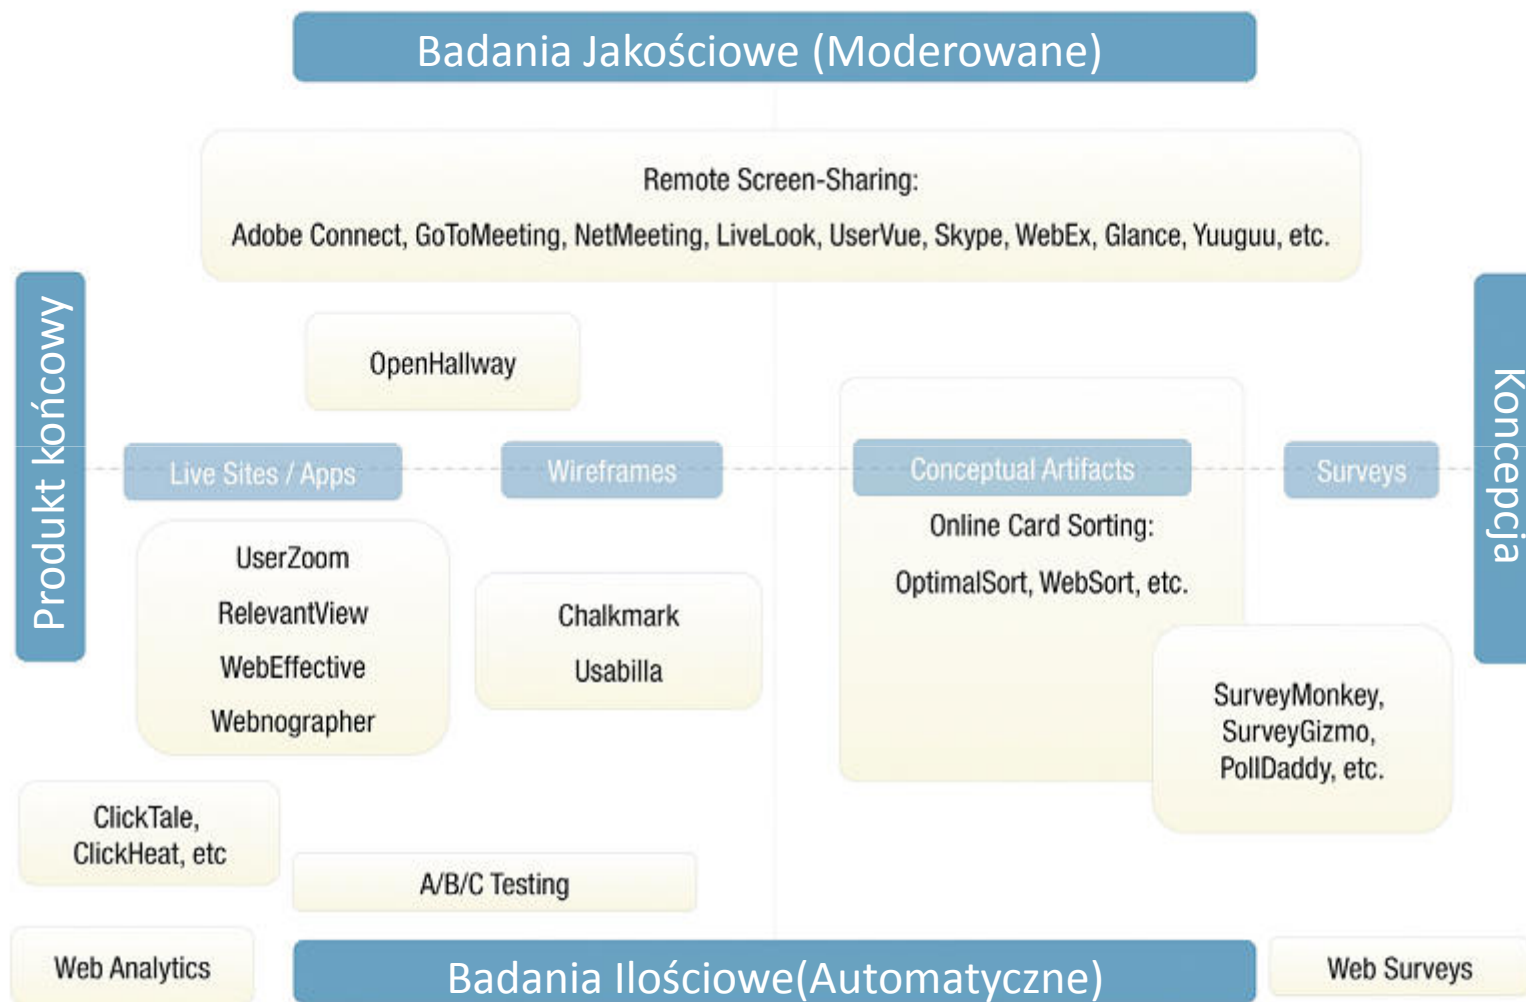 Badania Jakościowe (Moderowane)
Remote Screen-Sharing:
Adobe Connect, GoToMeeting, NetMeeting, LiveLook, UserVue, Skype, WebEx, Glance, Yuuguu, etc.
Produkt końcowy
Koncepcja
OpenHallway
Live Sites / Apps
Wireframes
Conceptual Artifacts
Surveys
UserZoom
RelevantView
WebEffective
Webnographer
Chalkmark
Usabilla
Online Card Sorting:
OptimalSort, WebSort, etc.
SurveyMonkey,
SurveyGizmo,
PollDaddy, etc.
ClickTale,
ClickHeat, etc
A/B/C Testing
Web Analytics
Badania Ilościowe(Automatyczne)
Web Surveys